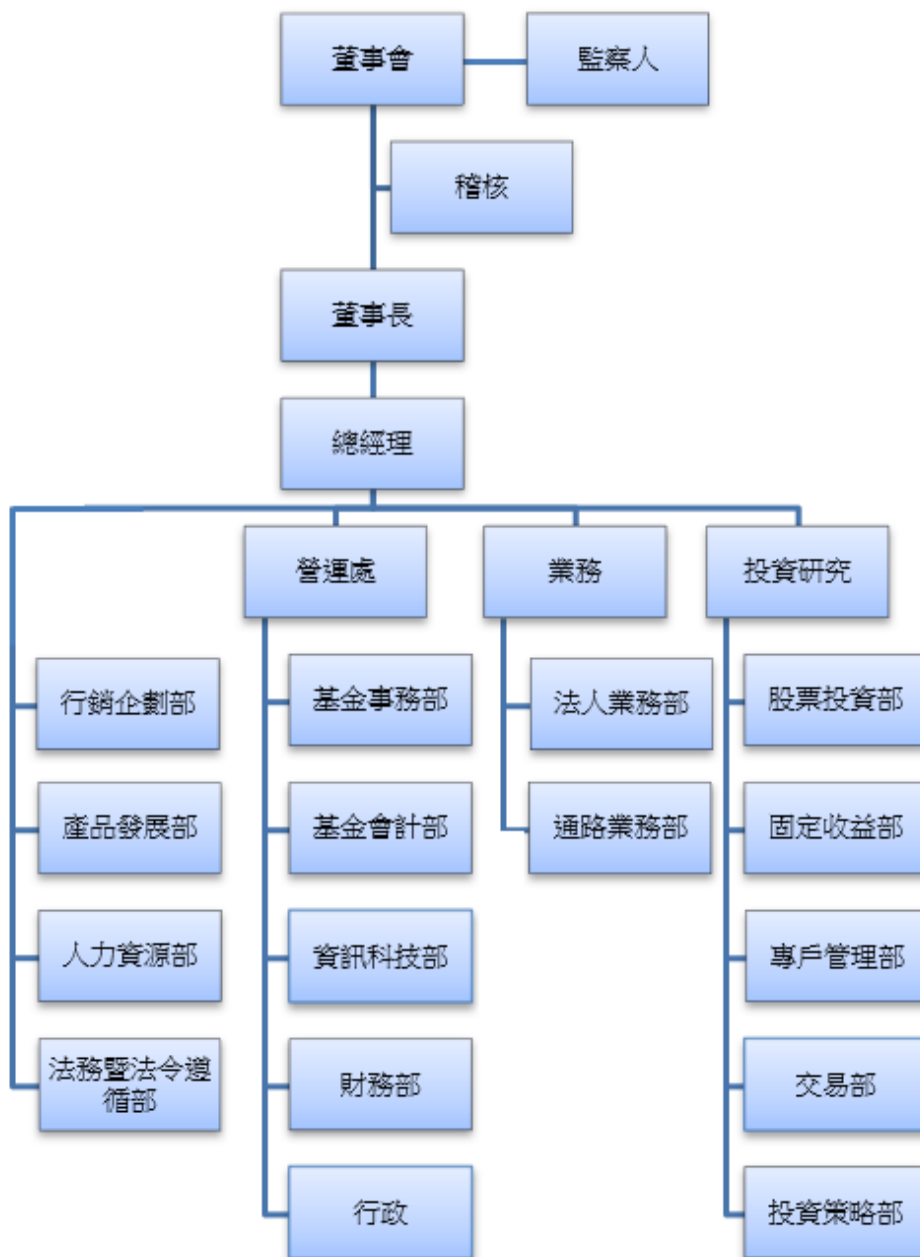 董事會
監察人
稽核
董事長
總經理
營運處
業務
投資研究
行銷企劃部
產品發展部
人力資源部
法務暨法令遵
循部
基金事務部
基金會計部
資訊科技部
財務部
行政
法人業務部
通路業務部
股票投資部
固定收益部
專戶管理部
交易部
投資策略部